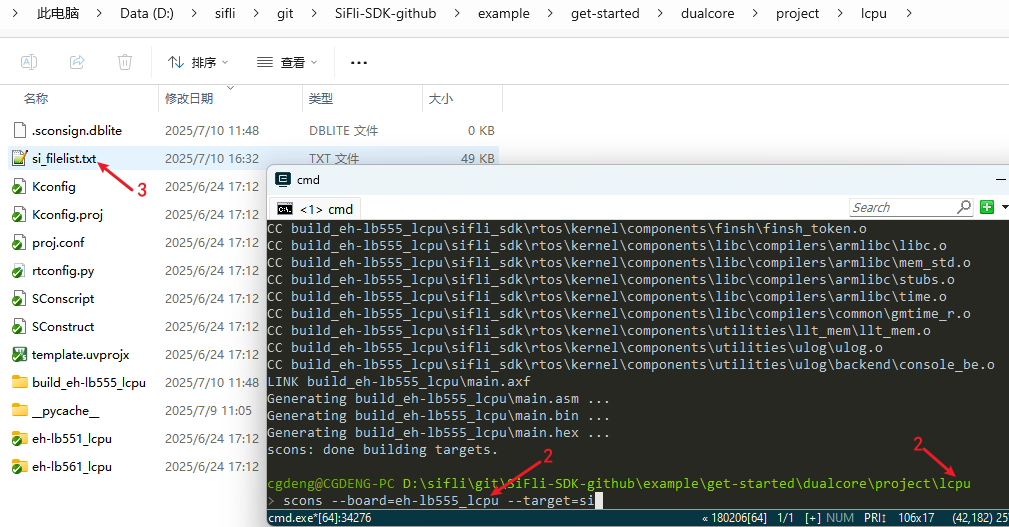 此电脑 > Data (D:) > sifli > git > SiFli-SDK-github > example > get-started > dualcore > project > lcpu >
排序 查看 ...
名称 修改日期 类型 大小
.sconsign.dblite 2025/7/10 11:48 DBLITE 文件 0 KB
si_filelist.txt 2025/7/10 16:32 TXT 文件 49 KB
3
Kconfig 2025/6/24 17:12
Kconfig.proj 2025/6/24 17:12
proj.conf 2025/6/24 17:12
rtconfig.py 2025/6/24 17:12
SConscript 2025/6/24 17:12
SConstruct 2025/6/24 17:12
template.uvprojx 2025/6/24 17:12
build_eh-lb555_lcpu 2025/7/10 11:48
__pycache__ 2025/7/9 11:05
eh-lb551_lcpu 2025/6/24 17:12
eh-lb561_lcpu 2025/6/24 17:12
cmd
<1> cmd
Search
CC build_eh-lb555_lcpu\sifli_sdk\rtos\kernel\components\finsh\finsh_token.o
CC build_eh-lb555_lcpu\sifli_sdk\rtos\kernel\components\libc\compilers\armlibc\libc.o
CC build_eh-lb555_lcpu\sifli_sdk\rtos\kernel\components\libc\compilers\armlibc\mem_std.o
CC build_eh-lb555_lcpu\sifli_sdk\rtos\kernel\components\libc\compilers\armlibc\stubs.o
CC build_eh-lb555_lcpu\sifli_sdk\rtos\kernel\components\libc\compilers\armlibc\time.o
CC build_eh-lb555_lcpu\sifli_sdk\rtos\kernel\components\libc\compilers\common\gmtime_r.o
CC build_eh-lb555_lcpu\sifli_sdk\rtos\kernel\components\utilities\llt_mem\llt_mem.o
CC build_eh-lb555_lcpu\sifli_sdk\rtos\kernel\components\utilities\ulog\ulog.o
CC build_eh-lb555_lcpu\sifli_sdk\rtos\kernel\components\utilities\ulog\backend\console_be.o
LINK build_eh-lb555_lcpu\main.axf
Generating build_eh-lb555_lcpu\main.asm ...
Generating build_eh-lb555_lcpu\main.bin ...
Generating build_eh-lb555_lcpu\main.hex ...
scons: done building targets.
2
2
cgdeng@CGDENG-PC D:\sifli\git\SiFli-SDK-github\example\get-started\dualcore\project\lcpu
> scons --board=eh-lb555_lcpu --target=si
cmd.exe*[64]:34276 « 180206[64] 1/1 [+] NUM PRI↕ 106x17 (42,182) 25